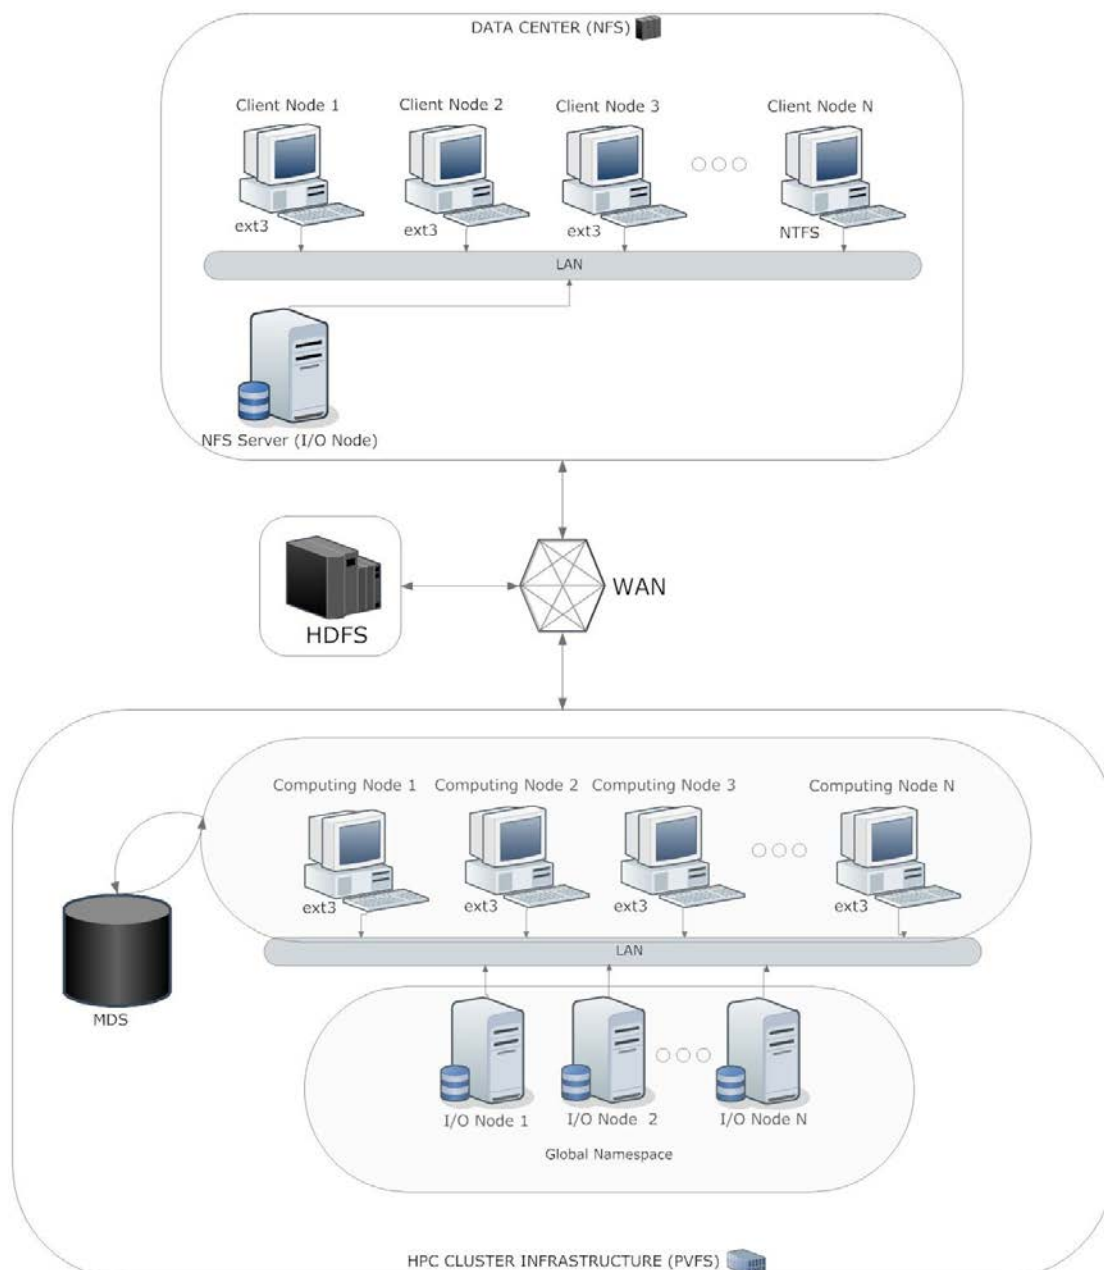 DATA CENTER (NFS)
Client Node 1
Client Node 2
Client Node 3
Client Node N
ext3
ext3
ext3
NTFS
LAN
NFS Server (I/O Node)
WAN
HDFS
Computing Node 1
Computing Node 2
Computing Node 3
Computing Node N
ext3
ext3
ext3
ext3
LAN
MDS
I/O Node 1
I/O Node 2
I/O Node N
Global Namespace
HPC CLUSTER INFRASTRUCTURE (PVFS)